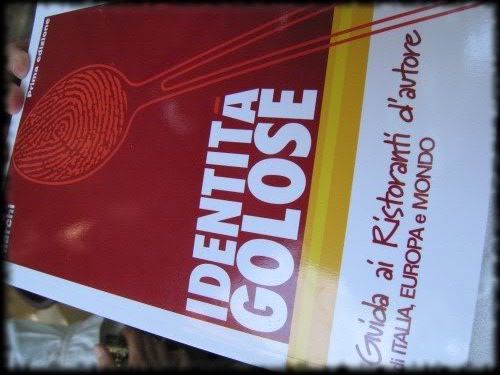 Prima edizione
IDENTITÀ
GOLOSE
Guida ai Ristoranti d'autore
di ITALIA, EUROPA e MONDO